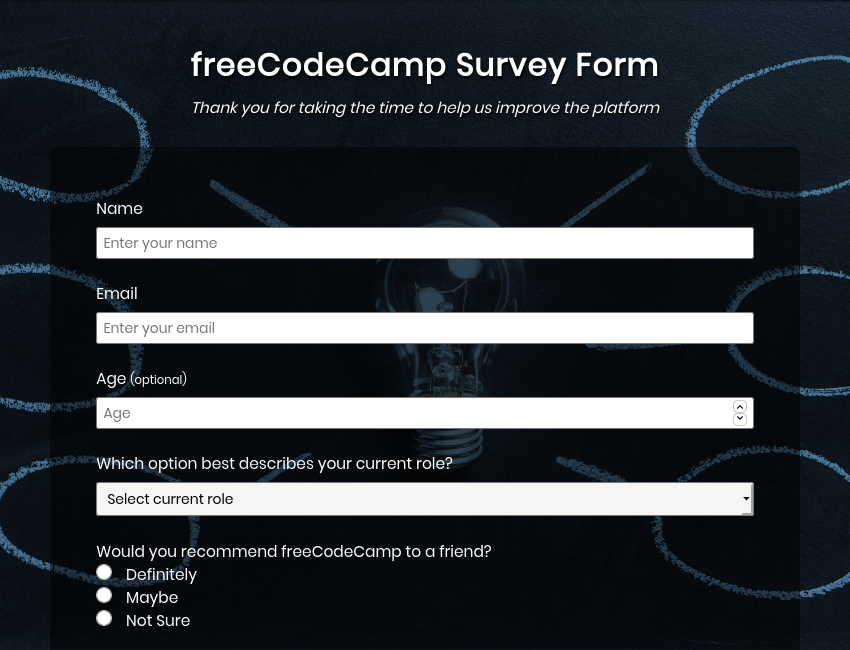 freeCodeCamp Survey Form
Thank you for taking the time to help us improve the platform
Name
Enter your name
Email
Enter your email
Age (optional)
Age
Which option best describes your current role?
Select current role
Would you recommend freeCodeCamp to a friend?
Definitely
Maybe
Not Sure